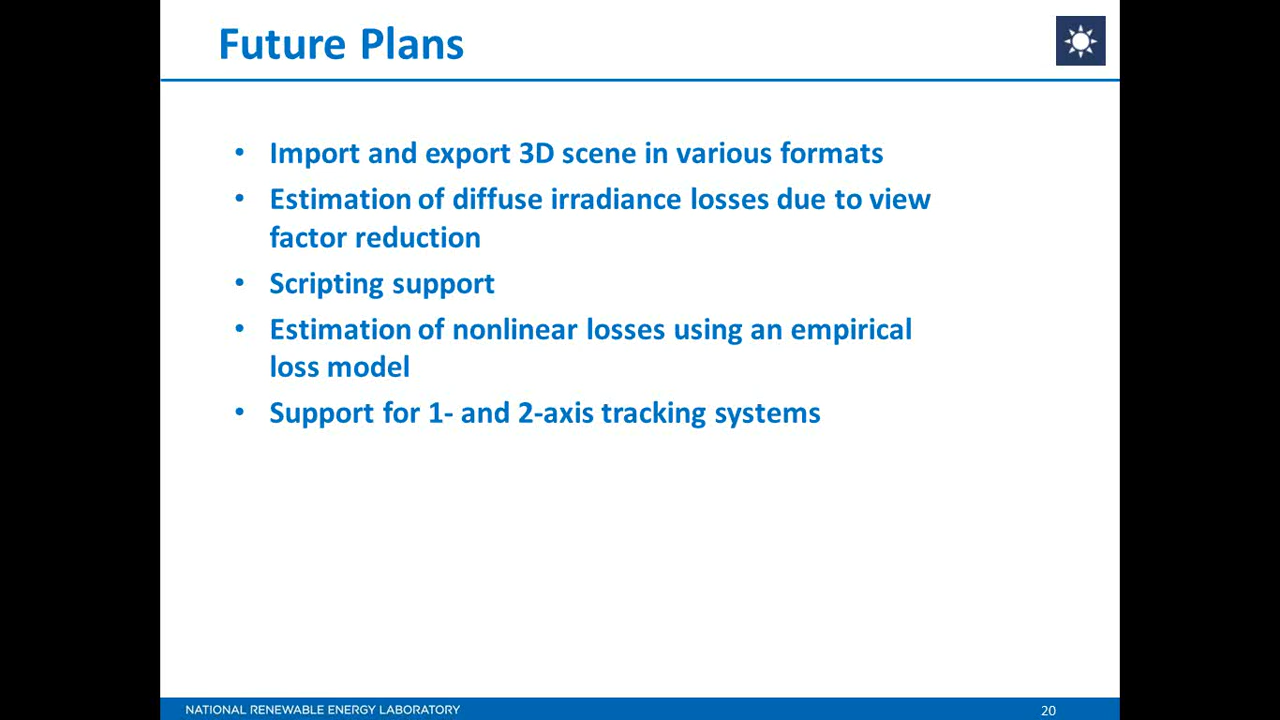 Future Plans
• Import and export 3D scene in various formats
• Estimation of diffuse irradiance losses due to view
factor reduction
• Scripting support
• Estimation of nonlinear losses using an empirical
loss model
• Support for 1- and 2-axis tracking systems
NATIONAL RENEWABLE ENERGY LABORATORY
20